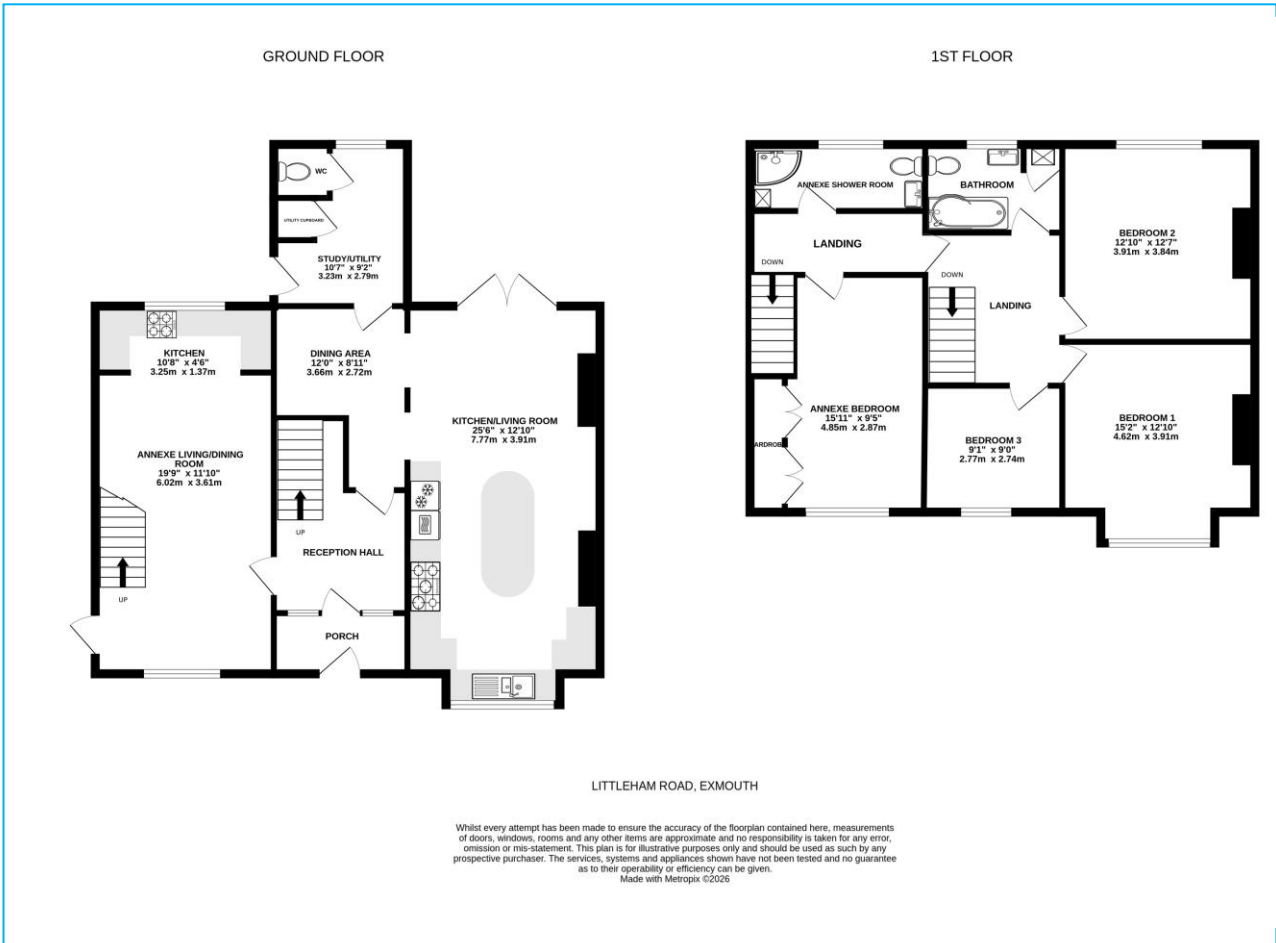 GROUND FLOOR
WC
UTILITY CUPBOARD
STUDY/UTILITY
10'7" x 9'2"
3.23m x 2.79m
KITCHEN
10'8" x 4'6"
3.25m x 1.37m
DINING AREA
12'0" x 8'11"
3.66m x 2.72m
KITCHEN/LIVING ROOM
25'6" x 12'10"
7.77m x 3.91m
ANNEXE LIVING/DINING
ROOM
19'9" x 11'10"
6.02m x 3.61m
UP
UP
RECEPTION HALL
PORCH
1ST FLOOR
ANNEXE SHOWER ROOM
BATHROOM
BEDROOM 2
12'10" x 12'7"
3.91m x 3.84m
LANDING
DOWN
DOWN
LANDING
ANNEXE BEDROOM
15'11" x 9'5"
4.85m x 2.87m
ARDROB
BEDROOM 3
9'1" x 9'0"
2.77m x 2.74m
BEDROOM 1
15'2" x 12'10"
4.62m x 3.91m
LITTLEHAM ROAD, EXMOUTH
Whilst every attempt has been made to ensure the accuracy of the floorplan contained here, measurements
of doors, windows, rooms and any other items are approximate and no responsibility is taken for any error,
omission or mis-statement. This plan is for illustrative purposes only and should be used as such by any
prospective purchaser. The services, systems and appliances shown have not been tested and no guarantee
as to their operability or efficiency can be given.
Made with Metropix ©2026